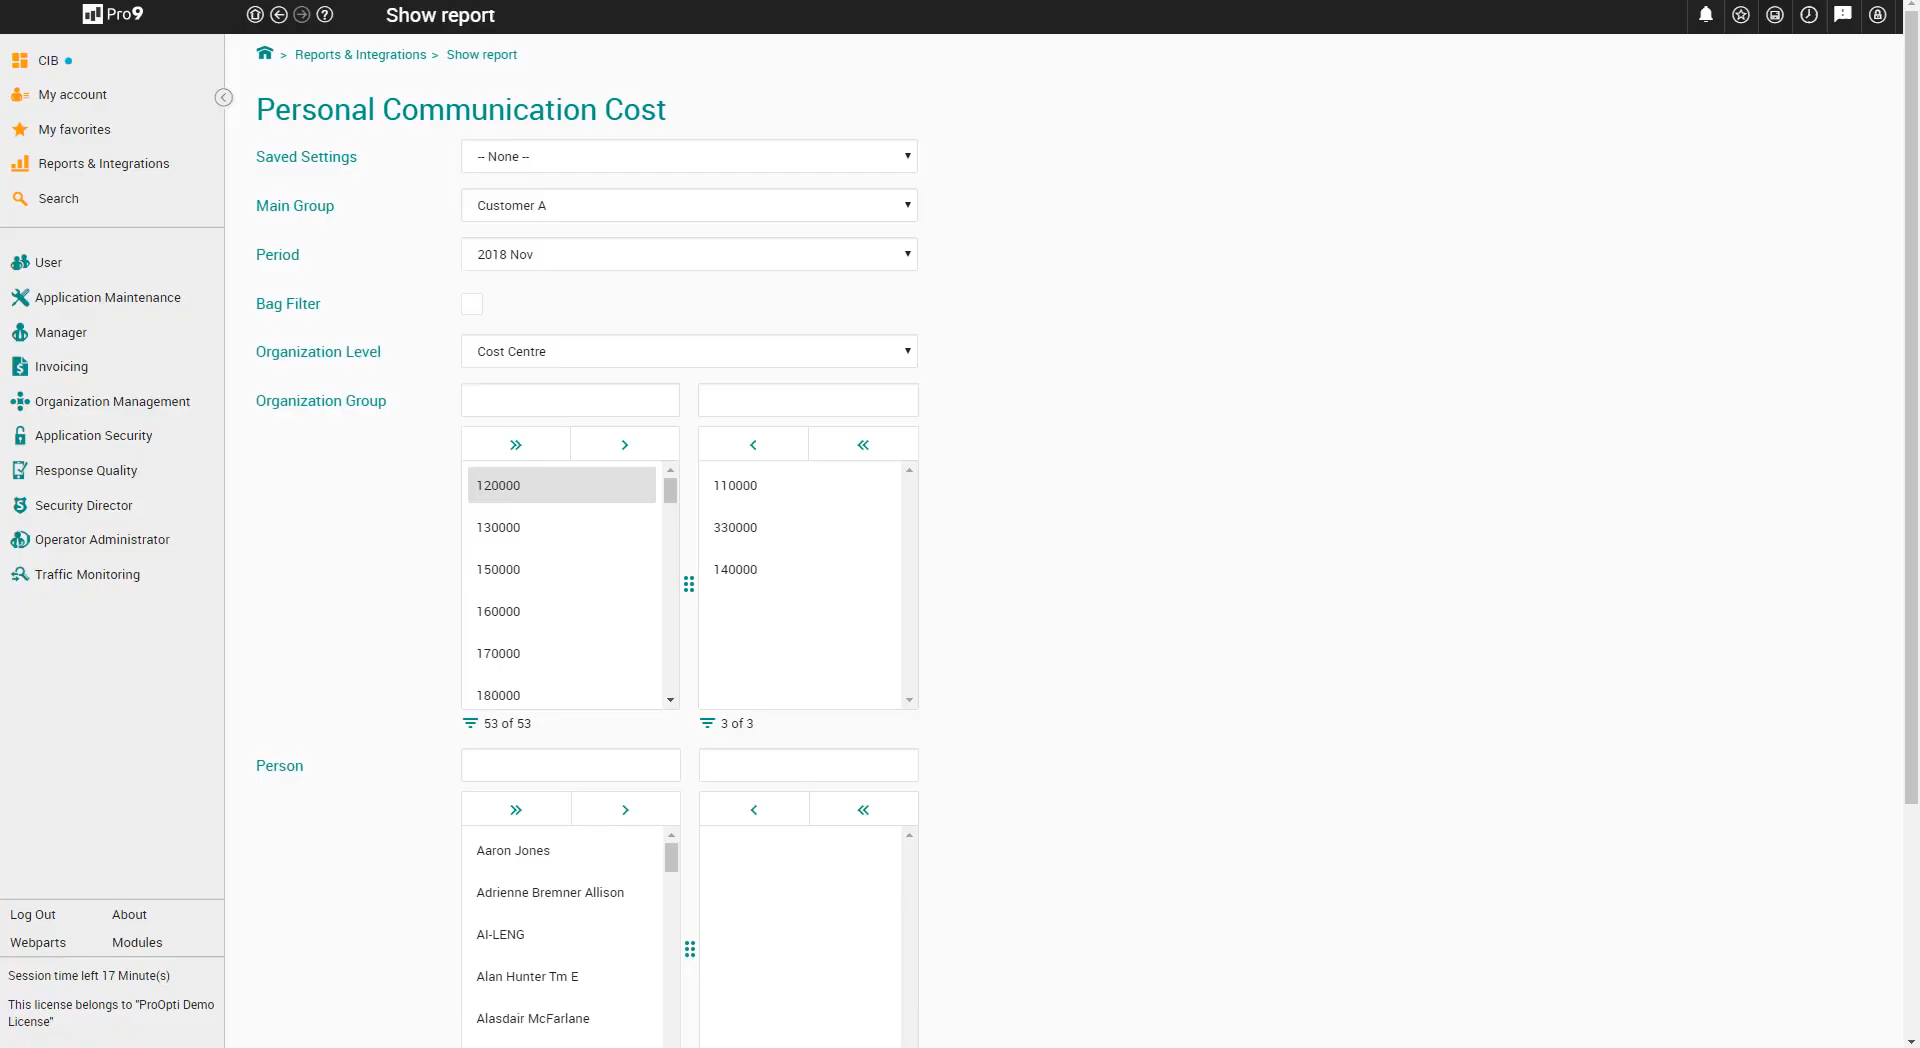 Pro9
Show report
CIB
My account
My favorites
Reports & Integrations
Search
User
Application Maintenance
Manager
Invoicing
Organization Management
Application Security
Response Quality
Security Director
Operator Administrator
Traffic Monitoring
Log Out About
Webparts Modules
Session time left 17 Minute(s)
This license belongs to "ProOpti Demo
License"
> Reports & Integrations > Show report
Personal Communication Cost
Saved Settings
-- None --
Main Group
Customer A
Period
2018 Nov
Bag Filter
Organization Level
Cost Centre
Organization Group
120000
130000
150000
160000
170000
180000
53 of 53
110000
330000
140000
3 of 3
Person
Aaron Jones
Adrienne Bremner Allison
AI-LENG
Alan Hunter Tm E
Alasdair McFarlane